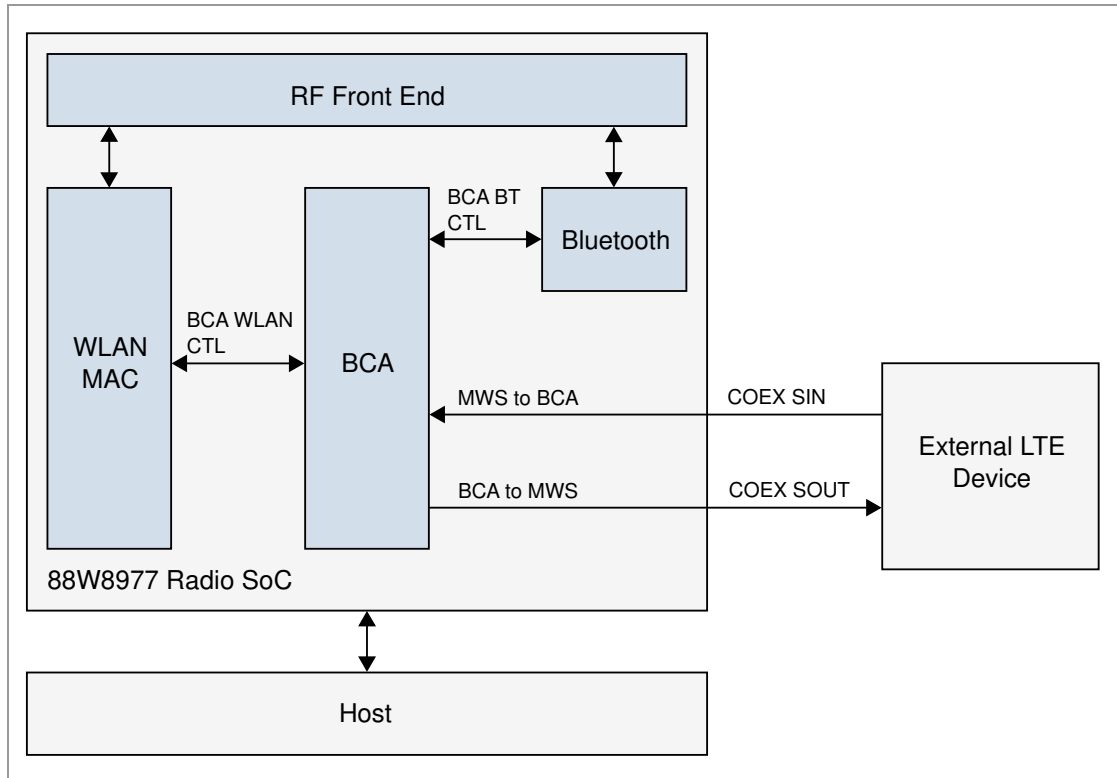 RF Front End
BCA BT
CTL
Bluetooth
BCA WLAN
CTL
WLAN
MAC
BCA
MWS to BCA
COEX SIN
External LTE
Device
BCA to MWS
COEX SOUT
88W8977 Radio SoC
Host